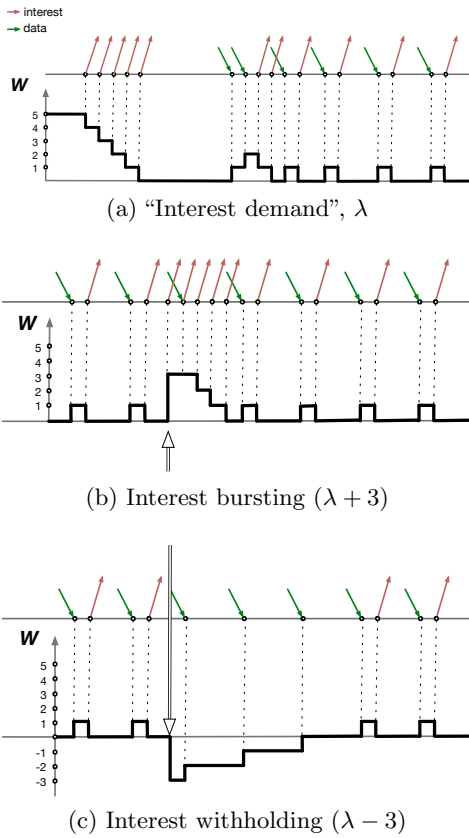 interest
data
W
5
4
3
2
1
(a) “Interest demand”, λ
W
5
4
3
2
1
(b) Interest bursting (λ + 3)
W
5
4
3
2
1
-1
-2
-3
(c) Interest withholding (λ − 3)